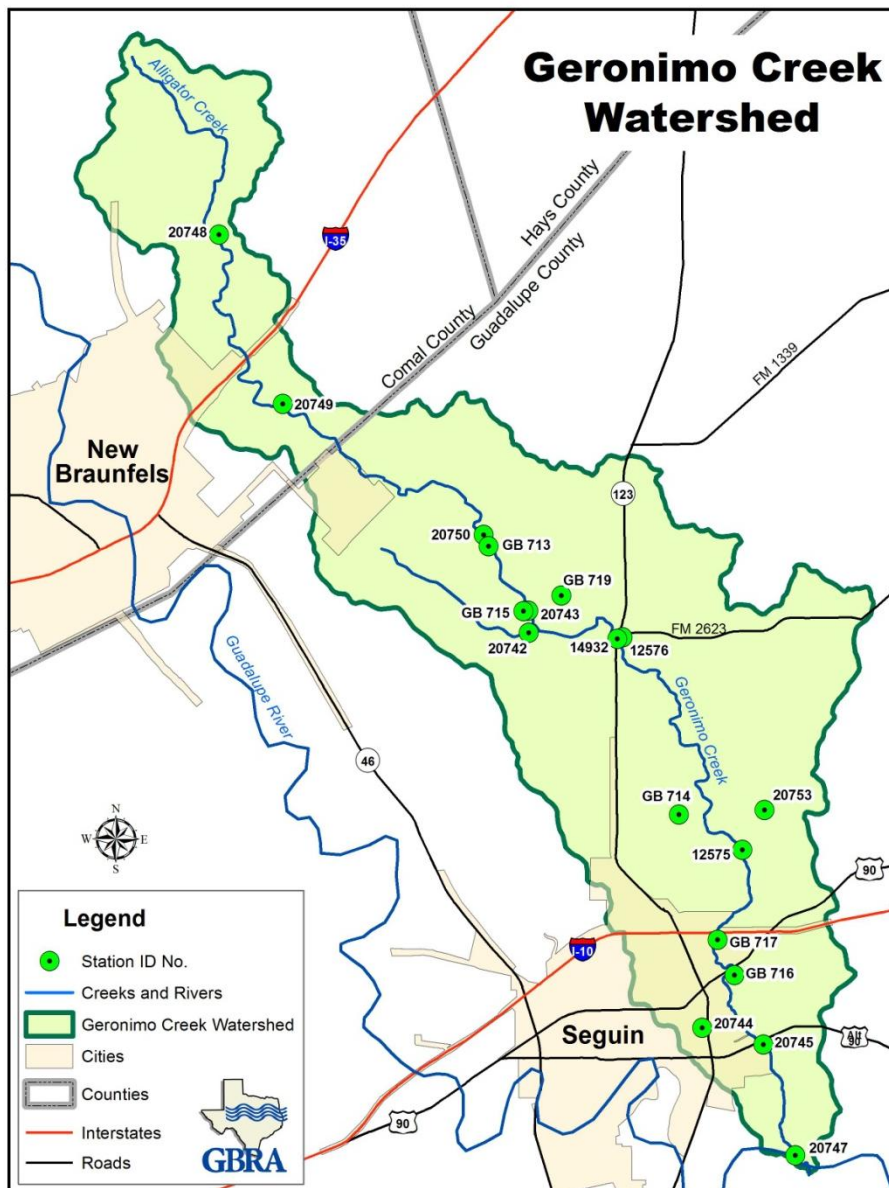 Geronimo Creek
Watershed
Alligator Creek
20748
I-35
Hays County
Comal County
Guadalupe County
FM 1339
20749
New
Braunfels
123
20750
GB 713
GB 719
GB 715
20743
20742
14932
12576
FM 2623
Guadalupe River
Geronimo Creek
46
GB 714
20753
12575
90
N
W
E
S
GB 717
I-10
GB 716
20744
Seguin
20745
Alt
90
90
20747
Legend
Station ID No.
Creeks and Rivers
Geronimo Creek Watershed
Cities
Counties
Interstates
Roads
GBRA